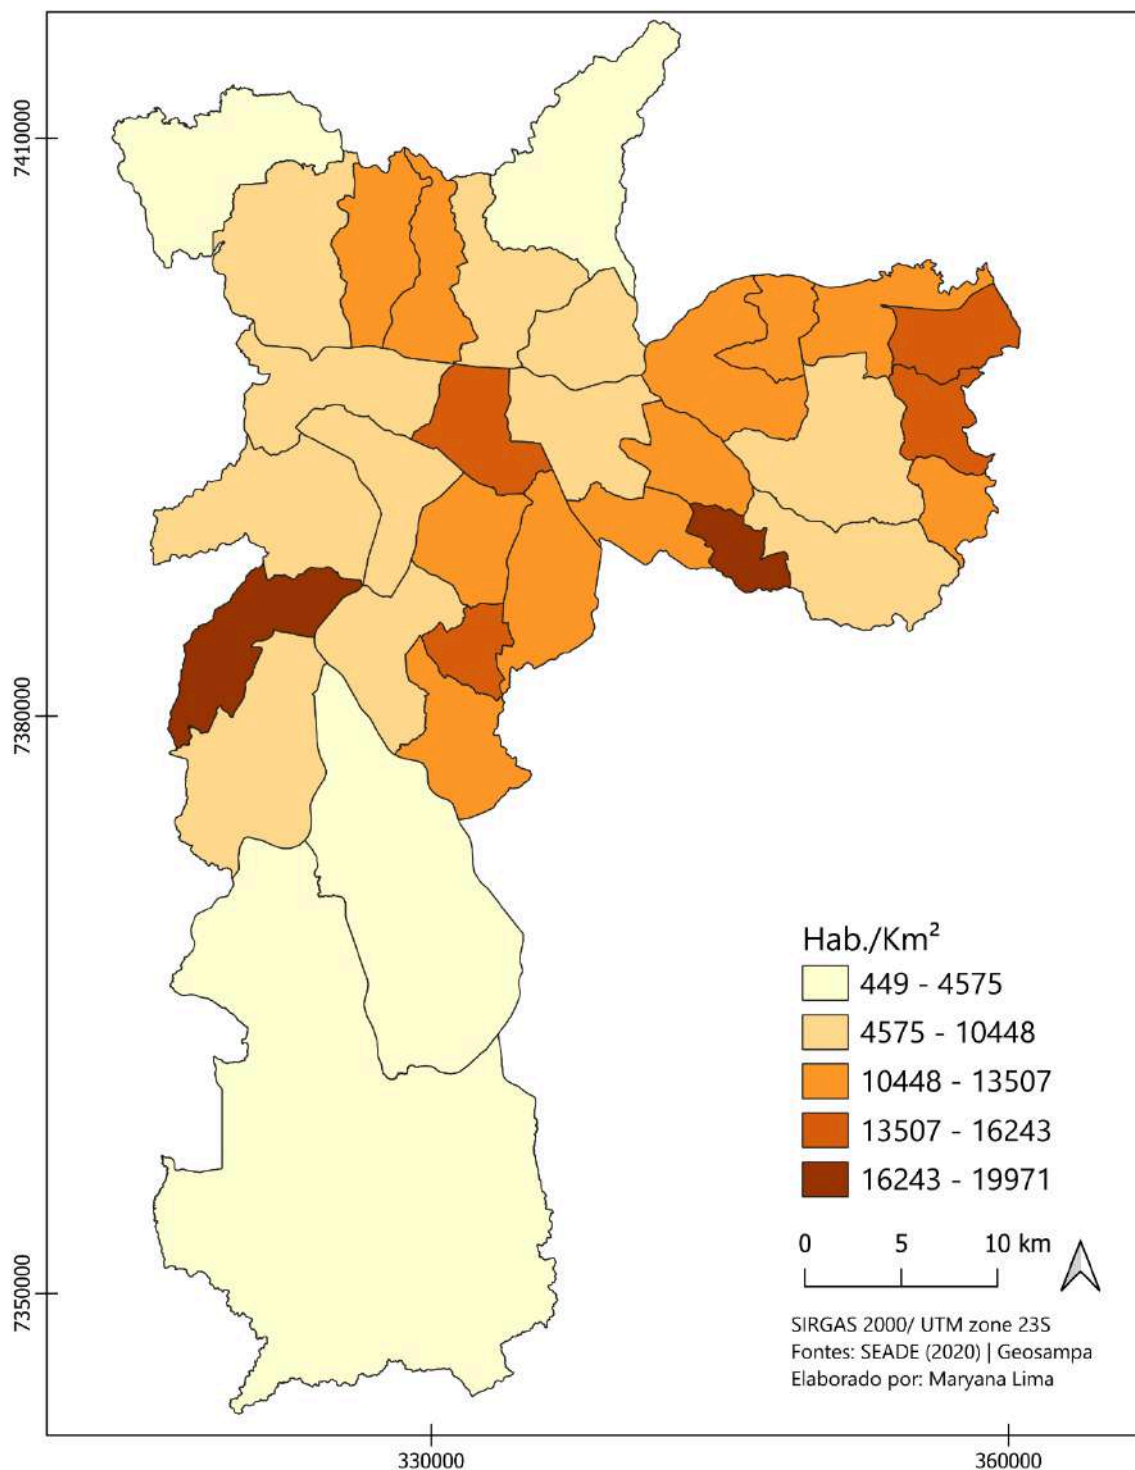 7410000
7380000
7350000
Hab./Km²
449 - 4575
4575 - 10448
10448 - 13507
13507 - 16243
16243 - 19971
0 5 10 km
SIRGAS 2000/ UTM zone 23S
Fontes: SEADE (2020) | Geosampa
Elaborado por: Maryana Lima
330000 360000